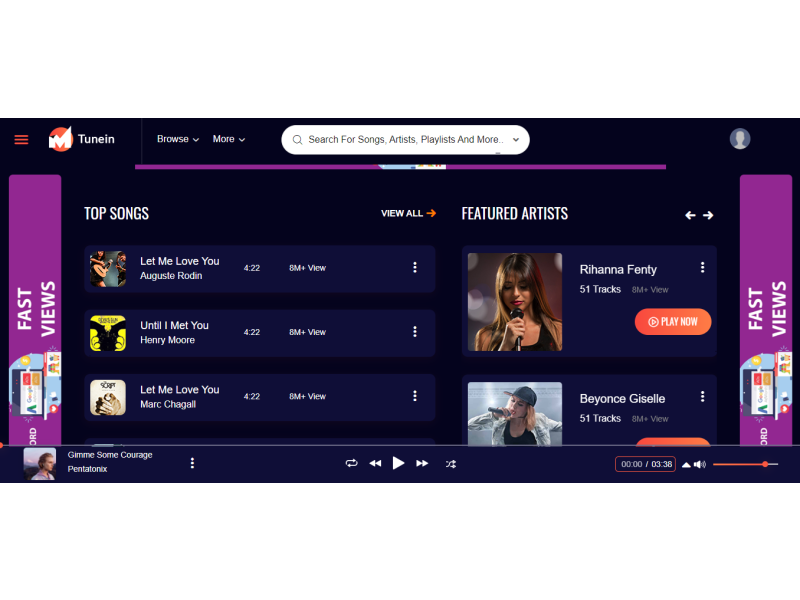 Tunein
Browse
More
Search For Songs, Artists, Playlists And More..
FAST
VIEWS
TOP SONGS
VIEW ALL
FEATURED ARTISTS
Let Me Love You
Auguste Rodin
4:22
8M+ View
Until I Met You
Henry Moore
4:22
8M+ View
SCRIPT
Let Me Love You
Marc Chagall
4:22
8M+ View
Rihanna Fenty
51 Tracks
8M+ View
PLAY NOW
Beyonce Giselle
51 Tracks
8M+ View
FAST
VIEWS
Gimme Some Courage
Pentatonix
00:00 / 03:38